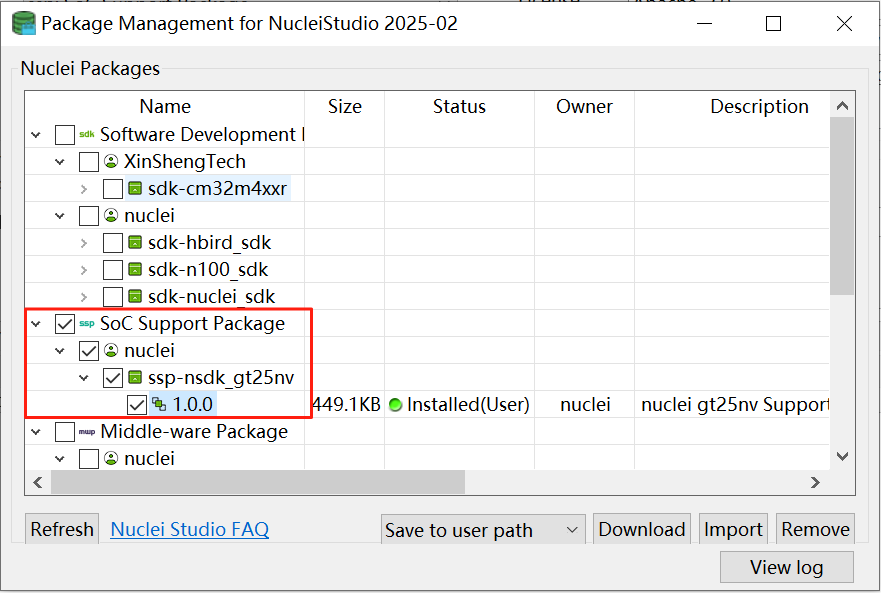 Package Management for NucleiStudio 2025-02
Nuclei Packages
Name Size Status Owner Description
sdk Software Development
XinShengTech
sdk-cm32m4xxr
nuclei
sdk-hbird_sdk
sdk-n100_sdk
sdk-nuclei_sdk
ssp SoC Support Package
nuclei
ssp-nsdk_gt25nv
1.0.0 449.1KB Installed(User) nuclei nuclei gt25nv Support
mwp Middle-ware Package
nuclei
Refresh Nuclei Studio FAQ Save to user path Download Import Remove
View log